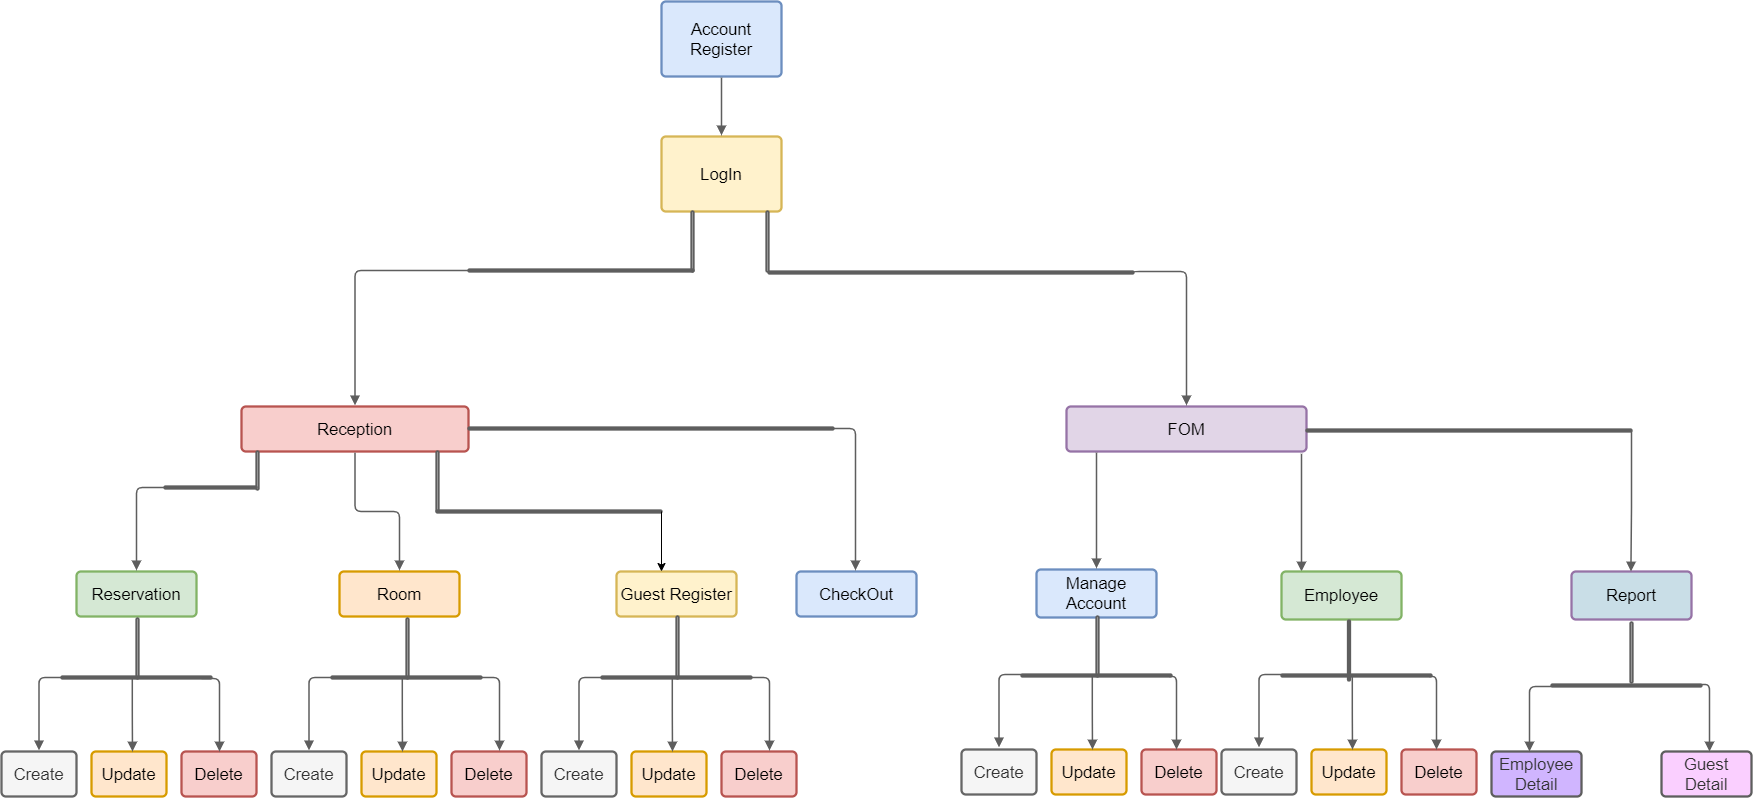 Account
Register
LogIn
Reception
FOM
Reservation
Room
Guest Register
CheckOut
Manage
Account
Employee
Report
Create
Update
Delete
Create
Update
Delete
Create
Update
Delete
Create
Update
Delete
Create
Update
Delete
Employee
Detail
Guest
Detail